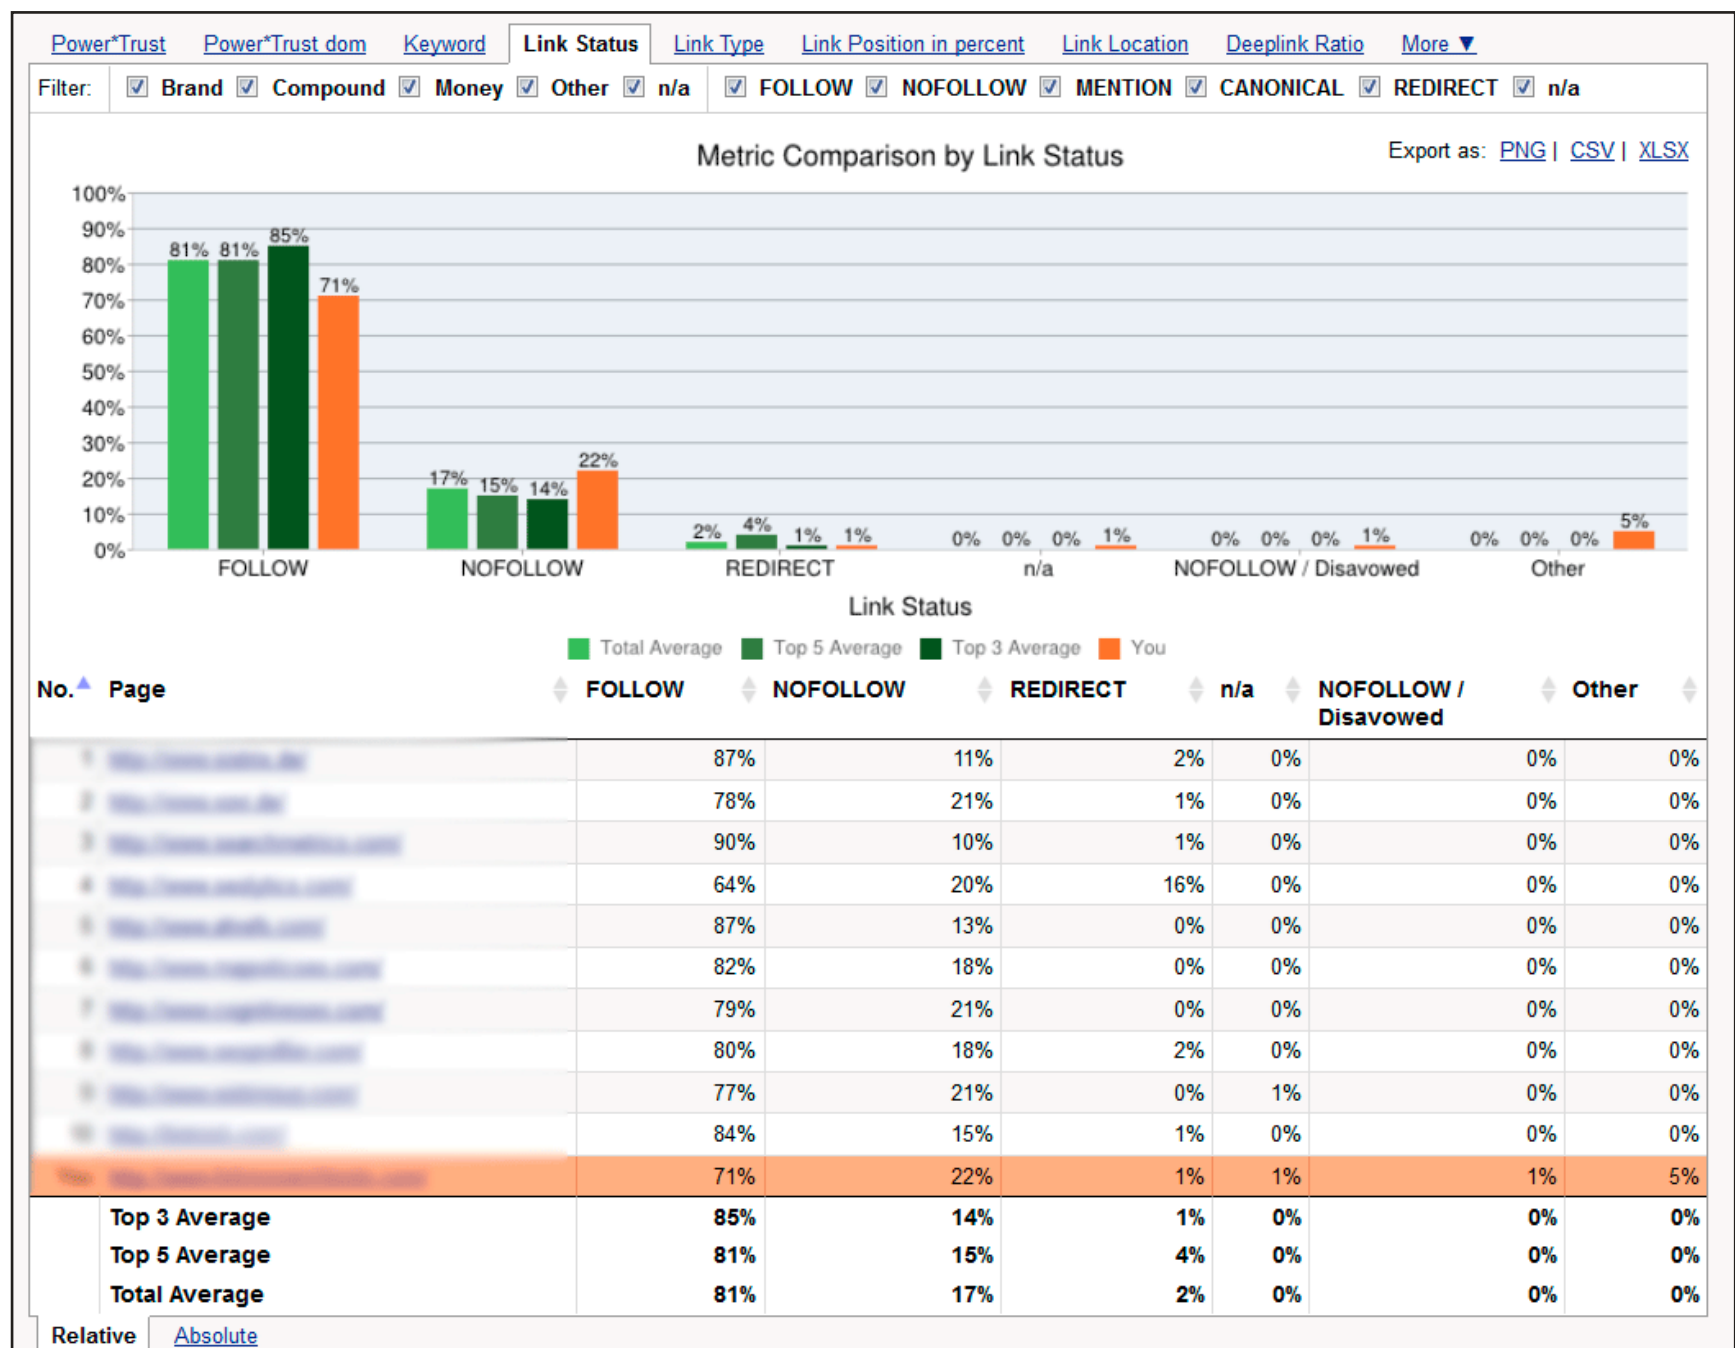 Power*Trust Power*Trust dom Keyword Link Status Link Type Link Position in percent Link Location Deeplink Ratio More ▼
Filter: Brand Compound Money Other n/a FOLLOW NOFOLLOW MENTION CANONICAL REDIRECT n/a
Metric Comparison by Link Status
Export as: PNG | CSV | XLSX
100%
90%
80%
70%
60%
50%
40%
30%
20%
10%
0%
81% 81% 85% 71%
17% 15% 14% 22%
2% 4% 1% 1%
0% 0% 0% 1%
0% 0% 0% 1%
0% 0% 0% 5%
FOLLOW NOFOLLOW REDIRECT n/a NOFOLLOW / Disavowed Other
Link Status
Total Average Top 5 Average Top 3 Average You
No. Page FOLLOW NOFOLLOW REDIRECT n/a NOFOLLOW / Disavowed Other
87% 11% 2% 0% 0% 0%
78% 21% 1% 0% 0% 0%
90% 10% 1% 0% 0% 0%
64% 20% 16% 0% 0% 0%
87% 13% 0% 0% 0% 0%
82% 18% 0% 0% 0% 0%
79% 21% 0% 0% 0% 0%
80% 18% 2% 0% 0% 0%
77% 21% 0% 1% 0% 0%
84% 15% 1% 0% 0% 0%
71% 22% 1% 1% 1% 5%
Top 3 Average 85% 14% 1% 0% 0% 0%
Top 5 Average 81% 15% 4% 0% 0% 0%
Total Average 81% 17% 2% 0% 0% 0%
Relative Absolute